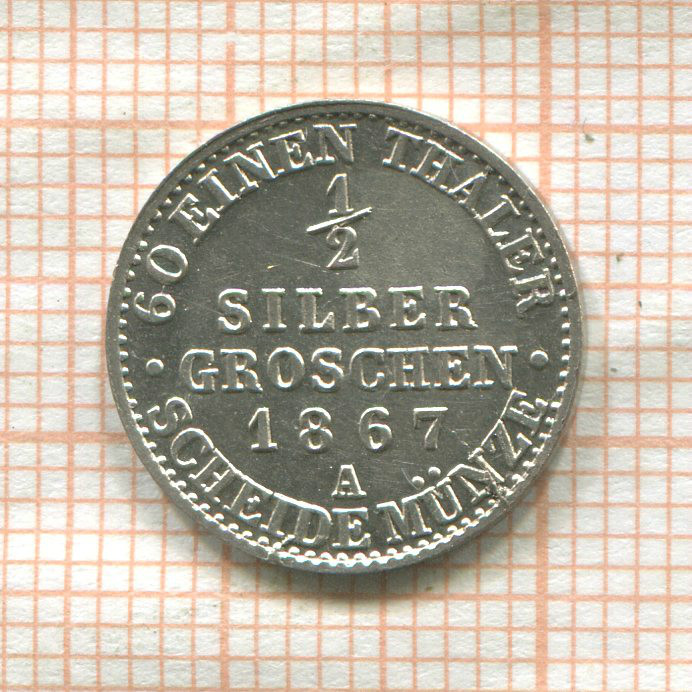 60 EINEN THALER
1/2
SILBER
GROSCHEN
1867
A
SCHEIDEMÜNZE